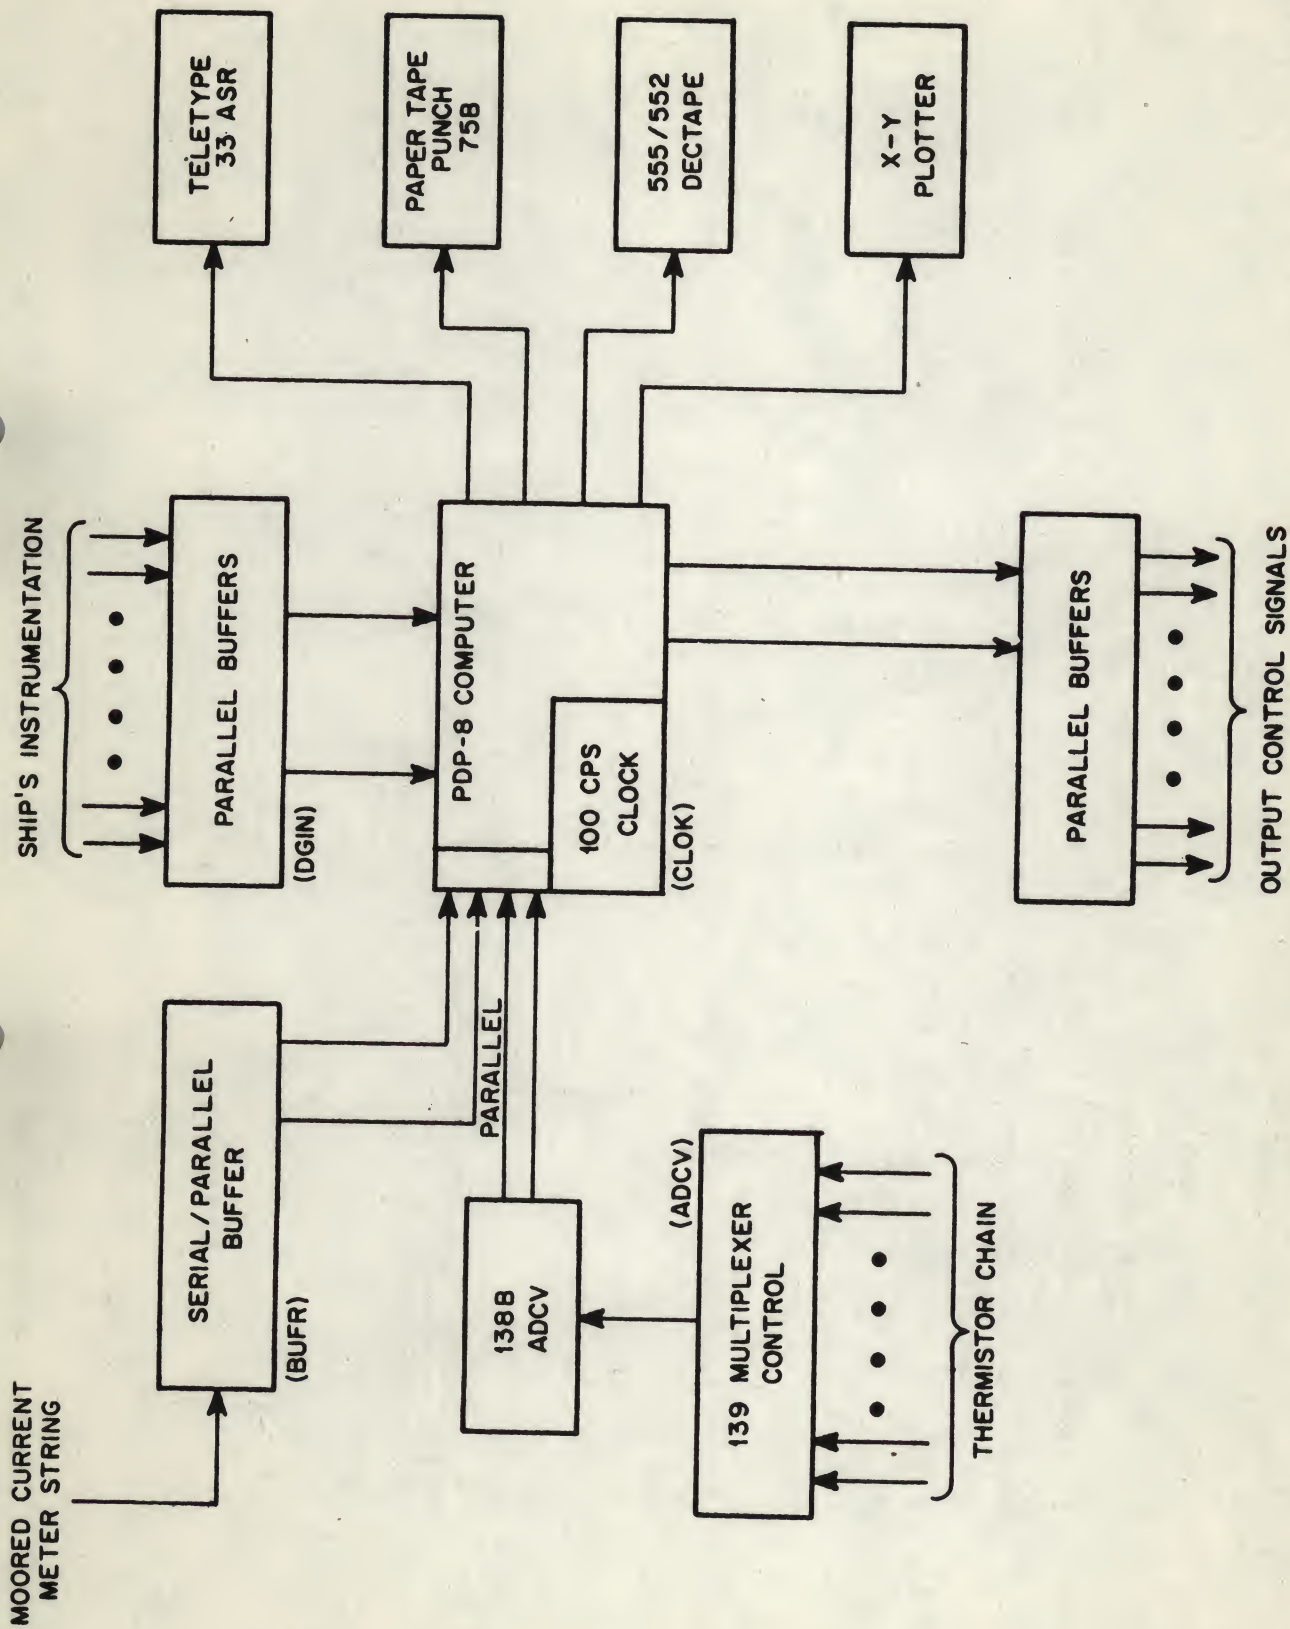 MOORED CURRENT
METER STRING
SERIAL/PARALLEL
BUFFER
(BUFR)
SHIP'S INSTRUMENTATION
PARALLEL BUFFERS
(DGIN)
TELETYPE
33 ASR
PAPER TAPE
PUNCH
75B
555/552
DECTAPE
X-Y
PLOTTER
PDP-8 COMPUTER
100 CPS
CLOCK
(CLOK)
PARALLEL
138B
ADCV
(ADCV)
139 MULTIPLEXER
CONTROL
THERMISTOR CHAIN
PARALLEL BUFFERS
OUTPUT CONTROL SIGNALS